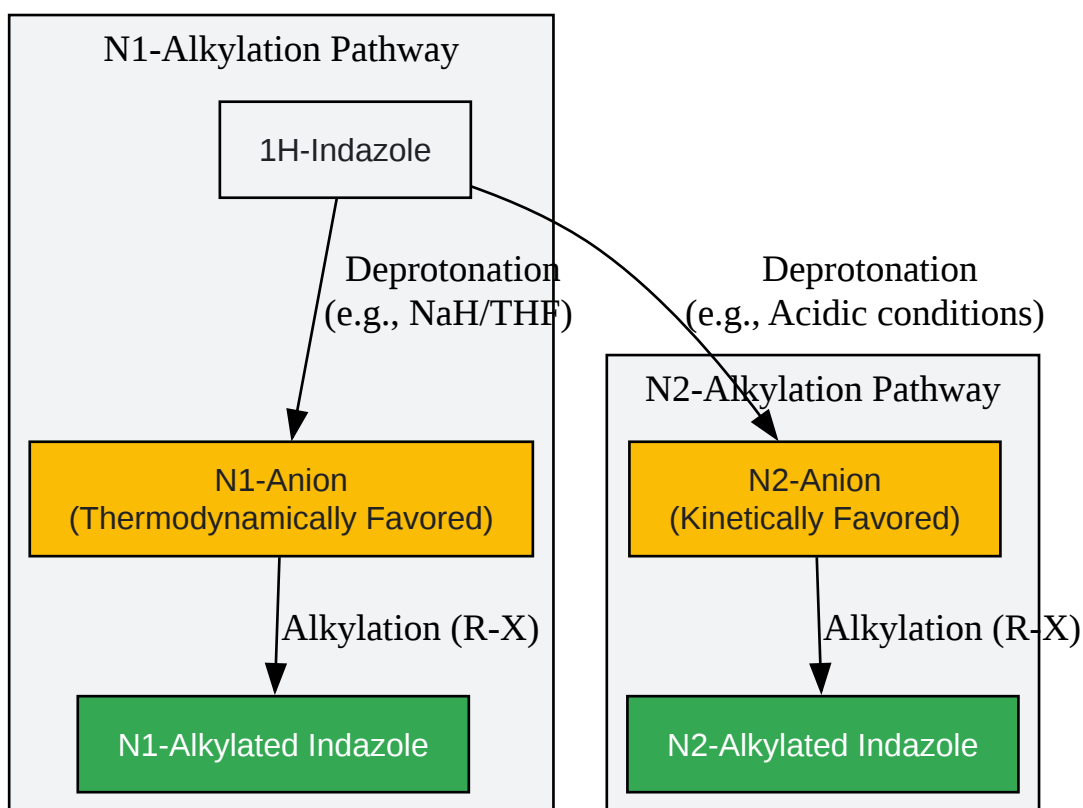 N1-Alkylation Pathway
1H-Indazole
Deprotonation
(e.g., NaH/THF)
Deprotonation
(e.g., Acidic conditions)
N2-Alkylation Pathway
N1-Anion
(Thermodynamically Favored)
N2-Anion
(Kinetically Favored)
Alkylation (R-X)
Alkylation (R-X)
N1-Alkylated Indazole
N2-Alkylated Indazole